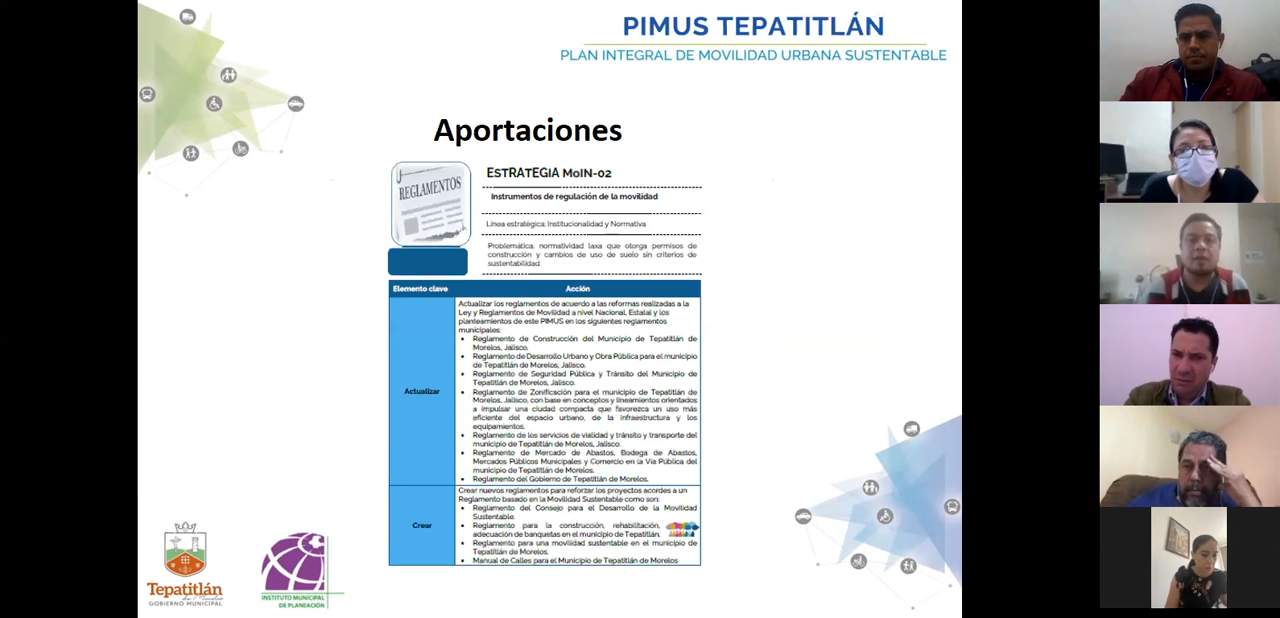 PIMUS TEPATITLÁN
PLAN INTEGRAL DE MOVILIDAD URBANA SUSTENTABLE
Aportaciones
REGLAMENTOS
ESTRATEGIA MoIN-02
Instrumentos de regulación de la movilidad
Línea estratégica: Institucionalidad y Normativa
Problemática: normatividad laxa que otorga permisos de
construcción y cambios de uso de suelo sin criterios de
sustentabilidad
Elemento clave Acción
Actualizar
Actualizar los reglamentos de acuerdo a las reformas realizadas a la
Ley y Reglamentos de Movilidad a nivel Nacional, Estatal y los
planteamientos de este PIMUS en los siguientes reglamentos
municipales:
• Reglamento de Construcción del Municipio de Tepatitlán de
Morelos, Jalisco.
• Reglamento de Desarrollo Urbano y Obra Pública para el municipio
de Tepatitlán de Morelos, Jalisco.
• Reglamento de Seguridad Pública y Tránsito del Municipio de
Tepatitlán de Morelos, Jalisco.
• Reglamento de Zonificación para el municipio de Tepatitlán de
Morelos, Jalisco, con base en conceptos y lineamientos orientados
a impulsar una ciudad compacta que favorezca un uso más
eficiente del espacio urbano, de la infraestructura y los
equipamientos.
• Reglamento de los servicios de vialidad y tránsito y transporte del
municipio de Tepatitlán de Morelos, Jalisco.
• Reglamento de Mercado de Abastos, Bodega de Abastos,
Mercados Públicos Municipales y Comercio en la Vía Pública del
municipio de Tepatitlán de Morelos.
• Reglamento del Gobierno de Tepatitlán de Morelos.
Crear
Crear nuevos reglamentos para reforzar los proyectos acordes a un
Reglamento basado en la Movilidad Sustentable como son:
• Reglamento del Consejo para el Desarrollo de la Movilidad
Sustentable.
• Reglamento para la construcción, rehabilitación,
adecuación de banquetas en el municipio de Tepatitlán.
• Reglamento para una movilidad sustentable en el municipio de
Tepatitlán de Morelos.
• Manual de Calles para el Municipio de Tepatitlán de Morelos
Tepatitlán
de Morelos
GOBIERNO MUNICIPAL
INSTITUTO MUNICIPAL
DE PLANEACIÓN